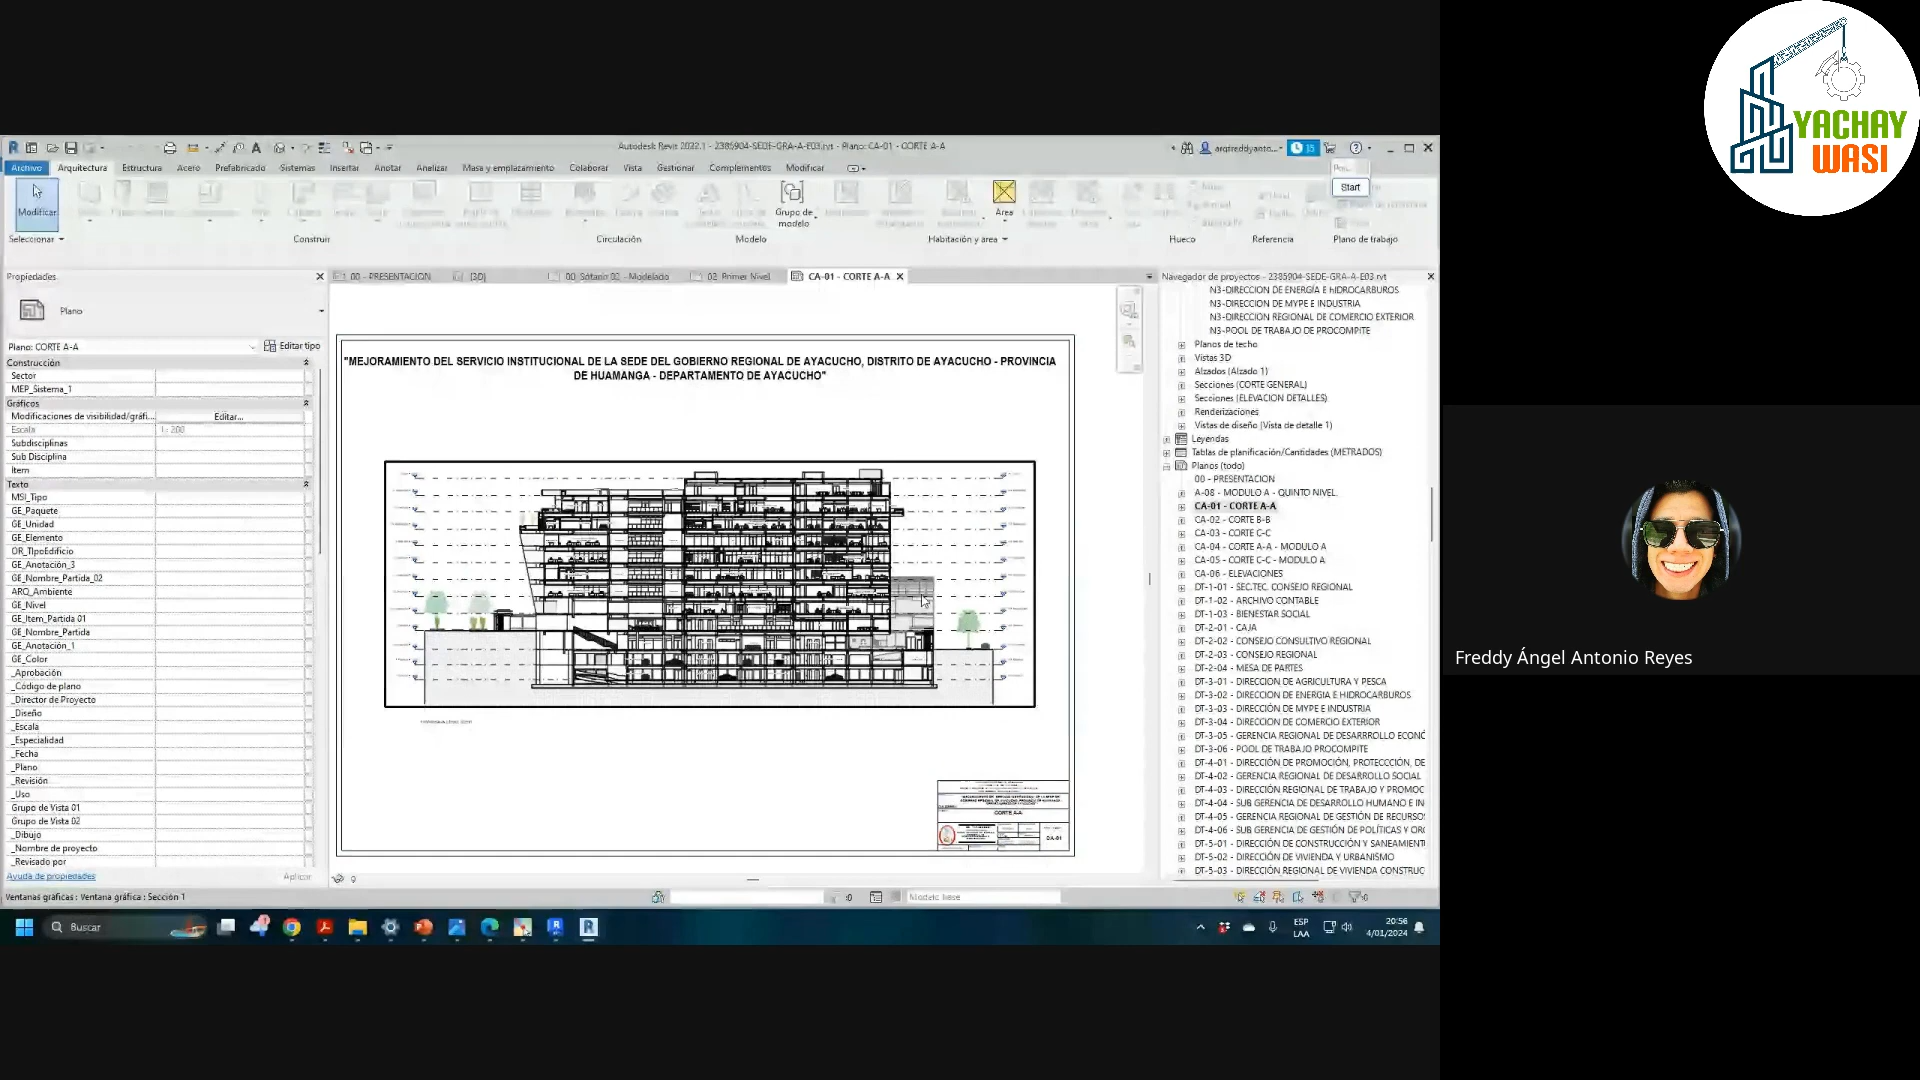 YACHAY
WASI
Autodesk Revit 2022.1 - 2385904-SEDE-GRA-A-E03.rvt - Plano: CA-01 - CORTE A-A
arqfreddyanto...
15
Archivo
Arquitectura
Estructura
Acero
Prefabricado
Sistemas
Insertar
Anotar
Analizar
Masa y emplazamiento
Colaborar
Vista
Gestionar
Complementos
Modificar
Start
Modificar
Grupo de
modelo
Área
Seleccionar
Construir
Circulación
Modelo
Habitación y área
Hueco
Referencia
Plano de trabajo
Propiedades
00 - PRESENTACION
{3D}
00_Sótano 02 - Modelado
02_Primer Nivel
CA-01 - CORTE A-A
Navegador de proyectos - 2385904-SEDE-GRA-A-E03.rvt
Plano
Plano: CORTE A-A
Editar tipo
Construcción
Sector
MEP_Sistema_1
Gráficos
Modificaciones de visibilidad/gráfi...
Editar...
Escala
1 : 200
Subdisciplinas
Sub Disciplina
Item
Texto
MSI_Tipo
GE_Paquete
GE_Unidad
GE_Elemento
OR_TIpoEdificio
GE_Anotación_3
GE_Nombre_Partida_02
ARQ_Ambiente
GE_Nivel
GE_Item_Partida 01
GE_Nombre_Partida
GE_Anotación_1
GE_Color
_Aprobación
_Código de plano
_Director de Proyecto
_Diseño
_Escala
_Especialidad
_Fecha
_Plano
_Revisión
_Uso
Grupo de Vista 01
Grupo de Vista 02
_Dibujo
_Nombre de proyecto
_Revisado por
Ayuda de propiedades
Aplicar
"MEJORAMIENTO DEL SERVICIO INSTITUCIONAL DE LA SEDE DEL GOBIERNO REGIONAL DE AYACUCHO, DISTRITO DE AYACUCHO - PROVINCIA
DE HUAMANGA - DEPARTAMENTO DE AYACUCHO"
CORTE A-A
CA-01
N3-DIRECCION DE ENERGÍA E HIDROCARBUROS
N3-DIRECCION DE MYPE E INDUSTRIA
N3-DIRECCION REGIONAL DE COMERCIO EXTERIOR
N3-POOL DE TRABAJO DE PROCOMPITE
Planos de techo
Vistas 3D
Alzados (Alzado 1)
Secciones (CORTE GENERAL)
Secciones (ELEVACION DETALLES)
Renderizaciones
Vistas de diseño (Vista de detalle 1)
Leyendas
Tablas de planificación/Cantidades (METRADOS)
Planos (todo)
00 - PRESENTACION
A-08 - MODULO A - QUINTO NIVEL.
CA-01 - CORTE A-A
CA-02 - CORTE B-B
CA-03 - CORTE C-C
CA-04 - CORTE A-A - MODULO A
CA-05 - CORTE C-C - MODULO A
CA-06 - ELEVACIONES
DT-1-01 - SEC.TEC. CONSEJO REGIONAL
DT-1-02 - ARCHIVO CONTABLE
DT-1-03 - BIENESTAR SOCIAL
DT-2-01 - CAJA
DT-2-02 - CONSEJO CONSULTIVO REGIONAL
DT-2-03 - CONSEJO REGIONAL
DT-2-04 - MESA DE PARTES
DT-3-01 - DIRECCION DE AGRICULTURA Y PESCA
DT-3-02 - DIRECCION DE ENERGIA E HIDROCARBUROS
DT-3-03 - DIRECCIÓN DE MYPE E INDUSTRIA
DT-3-04 - DIRECCION DE COMERCIO EXTERIOR
DT-3-05 - GERENCIA REGIONAL DE DESARRROLLO ECONÓ
DT-3-06 - POOL DE TRABAJO PROCOMPITE
DT-4-01 - DIRECCIÓN DE PROMOCIÓN, PROTECCCIÓN, DE
DT-4-02 - GERENCIA REGIONAL DE DESARROLLO SOCIAL
DT-4-03 - DIRECCIÓN REGIONAL DE TRABAJO Y PROMOC
DT-4-04 - SUB GERENCIA DE DESARROLLO HUMANO E IN
DT-4-05 - GERENCIA REGIONAL DE GESTIÓN DE RECURSO
DT-4-06 - SUB GERENCIA DE GESTIÓN DE POLÍTICAS Y ORG
DT-5-01 - DIRECCIÓN DE CONSTRUCCIÓN Y SANEAMIENT
DT-5-02 - DIRECCIÓN DE VIVIENDA Y URBANISMO
DT-5-03 - DIRECCIÓN REGIONAL DE VIVIENDA CONSTRUC
Ventanas gráficas : Ventana gráfica : Sección 1
:0
Modelo base
:0
Buscar
ESP
LAA
20:56
4/01/2024
Freddy Ángel Antonio Reyes